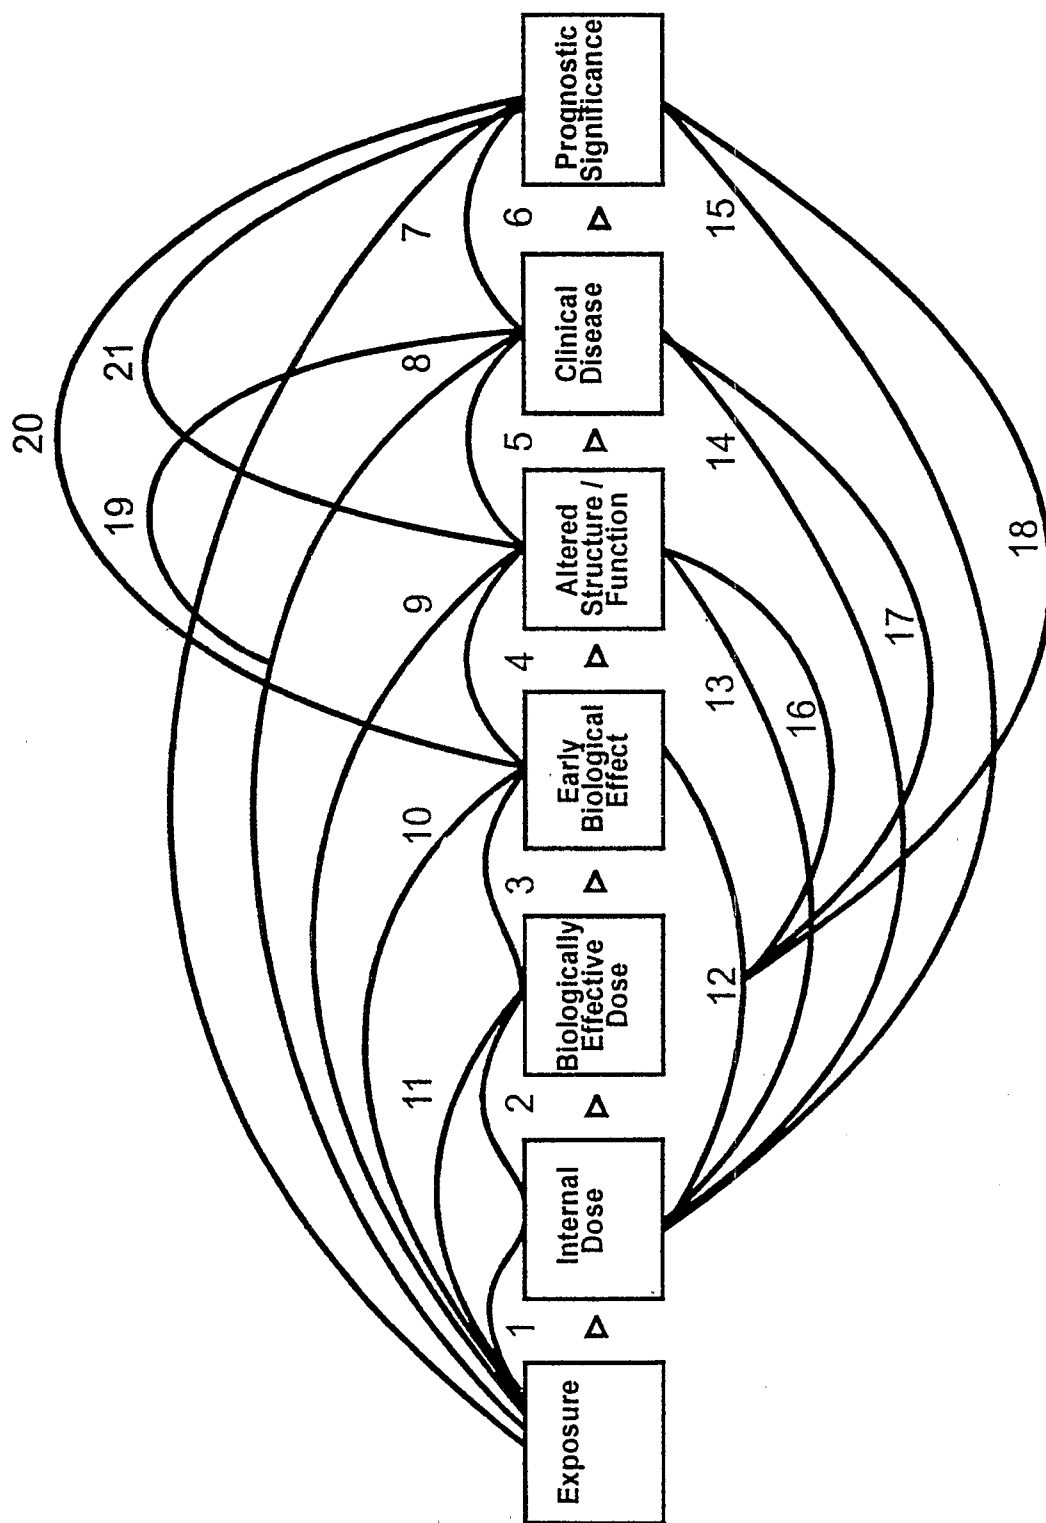 20
19
21
10
9
8
7
11
1
2
3
4
5
6
Exposure
Internal
Dose
Biologically
Effective
Dose
Early
Biological
Effect
Altered
Structure /
Function
Clinical
Disease
Prognostic
Significance
12
13
14
15
16
17
18